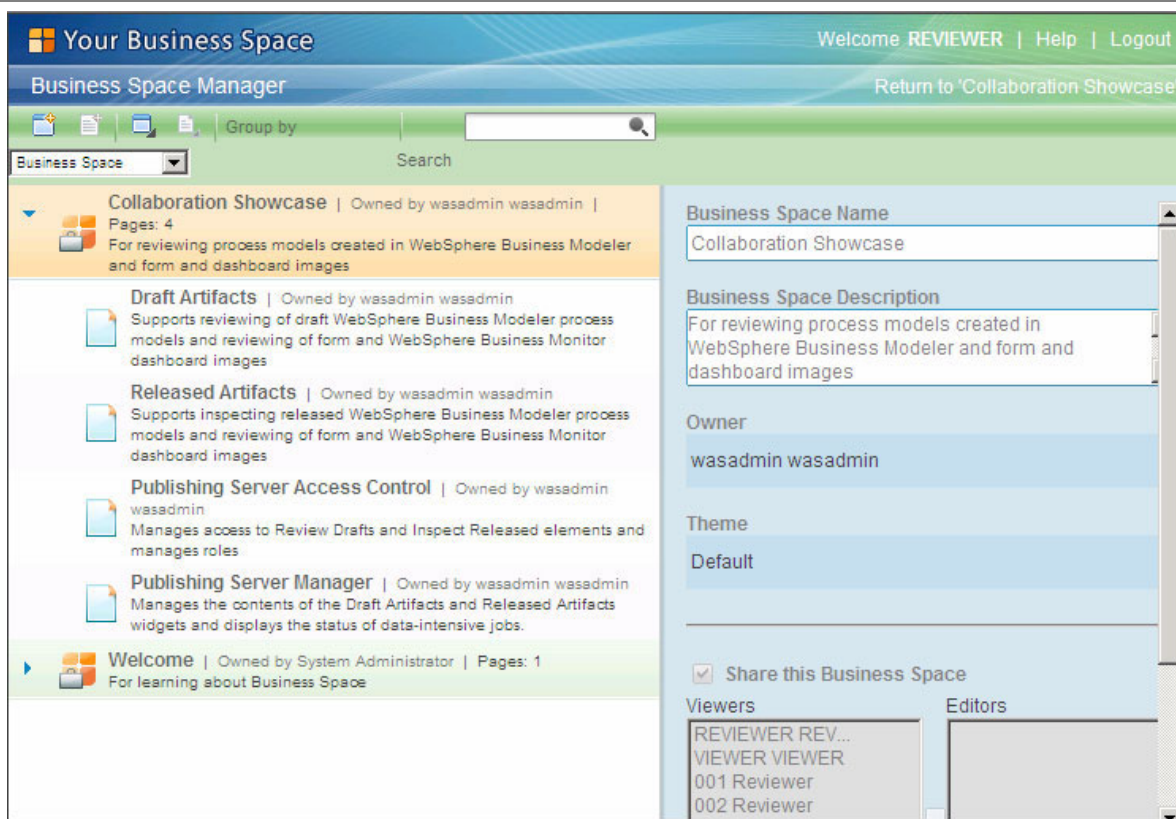 Your Business Space
Welcome REVIEWER | Help | Logout
Business Space Manager
Return to 'Collaboration Showcase'
Group by
Business Space
Search
Collaboration Showcase | Owned by wasadmin wasadmin |
Pages: 4
For reviewing process models created in WebSphere Business Modeler
and form and dashboard images
Draft Artifacts | Owned by wasadmin wasadmin
Supports reviewing of draft WebSphere Business Modeler process
models and reviewing of form and WebSphere Business Monitor
dashboard images
Released Artifacts | Owned by wasadmin wasadmin
Supports inspecting released WebSphere Business Modeler process
models and reviewing of form and WebSphere Business Monitor
dashboard images
Publishing Server Access Control | Owned by wasadmin
wasadmin
Manages access to Review Drafts and Inspect Released elements and
manages roles
Publishing Server Manager | Owned by wasadmin wasadmin
Manages the contents of the Draft Artifacts and Released Artifacts
widgets and displays the status of data-intensive jobs.
Welcome | Owned by System Administrator | Pages: 1
For learning about Business Space
Business Space Name
Collaboration Showcase
Business Space Description
For reviewing process models created in
WebSphere Business Modeler and form and
dashboard images
Owner
wasadmin wasadmin
Theme
Default
Share this Business Space
Viewers
Editors
REVIEWER REV...
VIEWER VIEWER
001 Reviewer
002 Reviewer